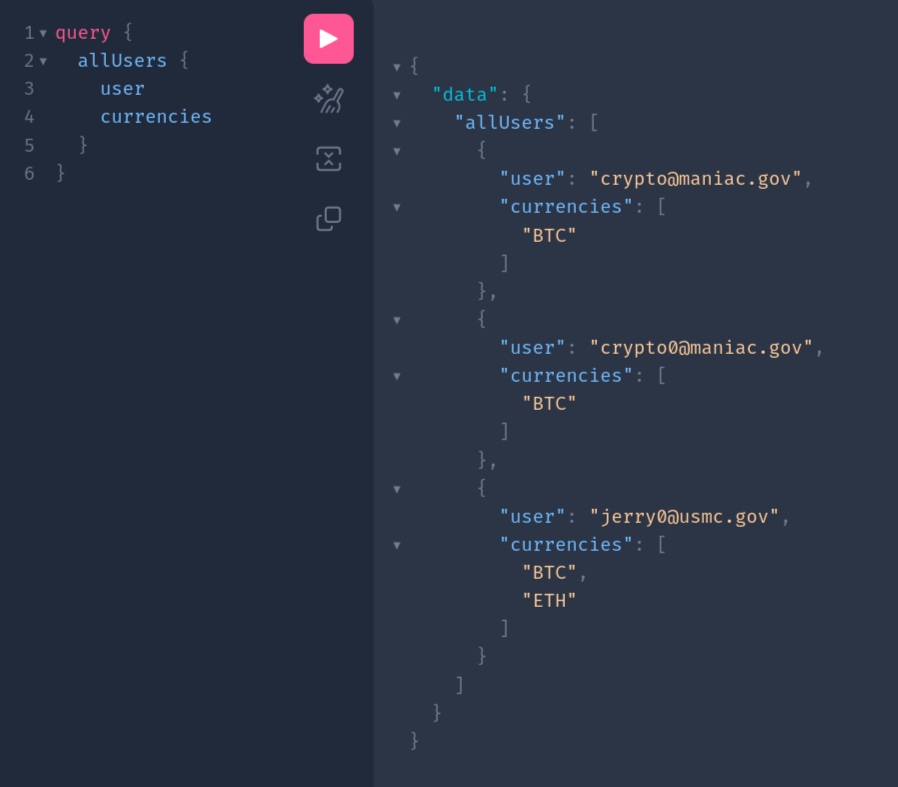 1 query {
2 allUsers {
3 user
4 currencies
5 }
6 }
{
"data": {
"allUsers": [
{
"user": "crypto@maniac.gov",
"currencies": [
"BTC"
]
},
{
"user": "crypto0@maniac.gov",
"currencies": [
"BTC"
]
},
{
"user": "jerry0@usmc.gov",
"currencies": [
"BTC",
"ETH"
]
}
]
}
}